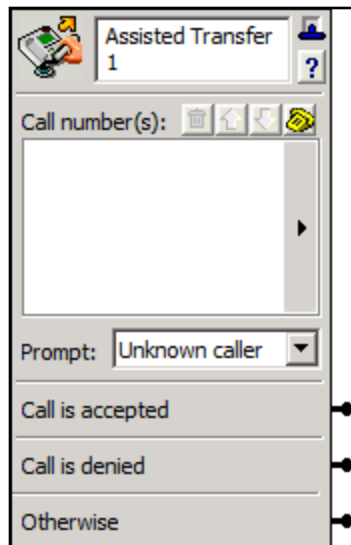 Assisted Transfer
1
?
Call number(s):
Prompt: Unknown caller
Call is accepted
Call is denied
Otherwise